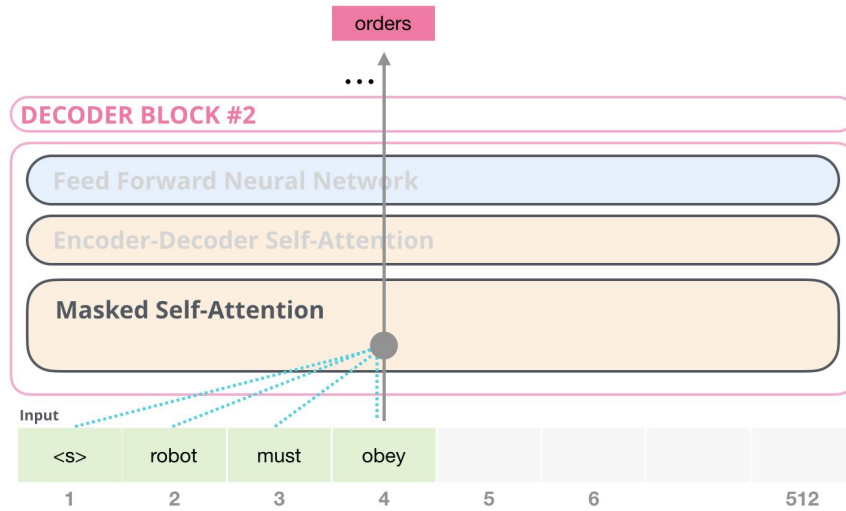 orders
...
DECODER BLOCK #2
Feed Forward Neural Network
Encoder-Decoder Self-Attention
Masked Self-Attention
Input
<s> robot must obey
1 2 3 4 5 6 512